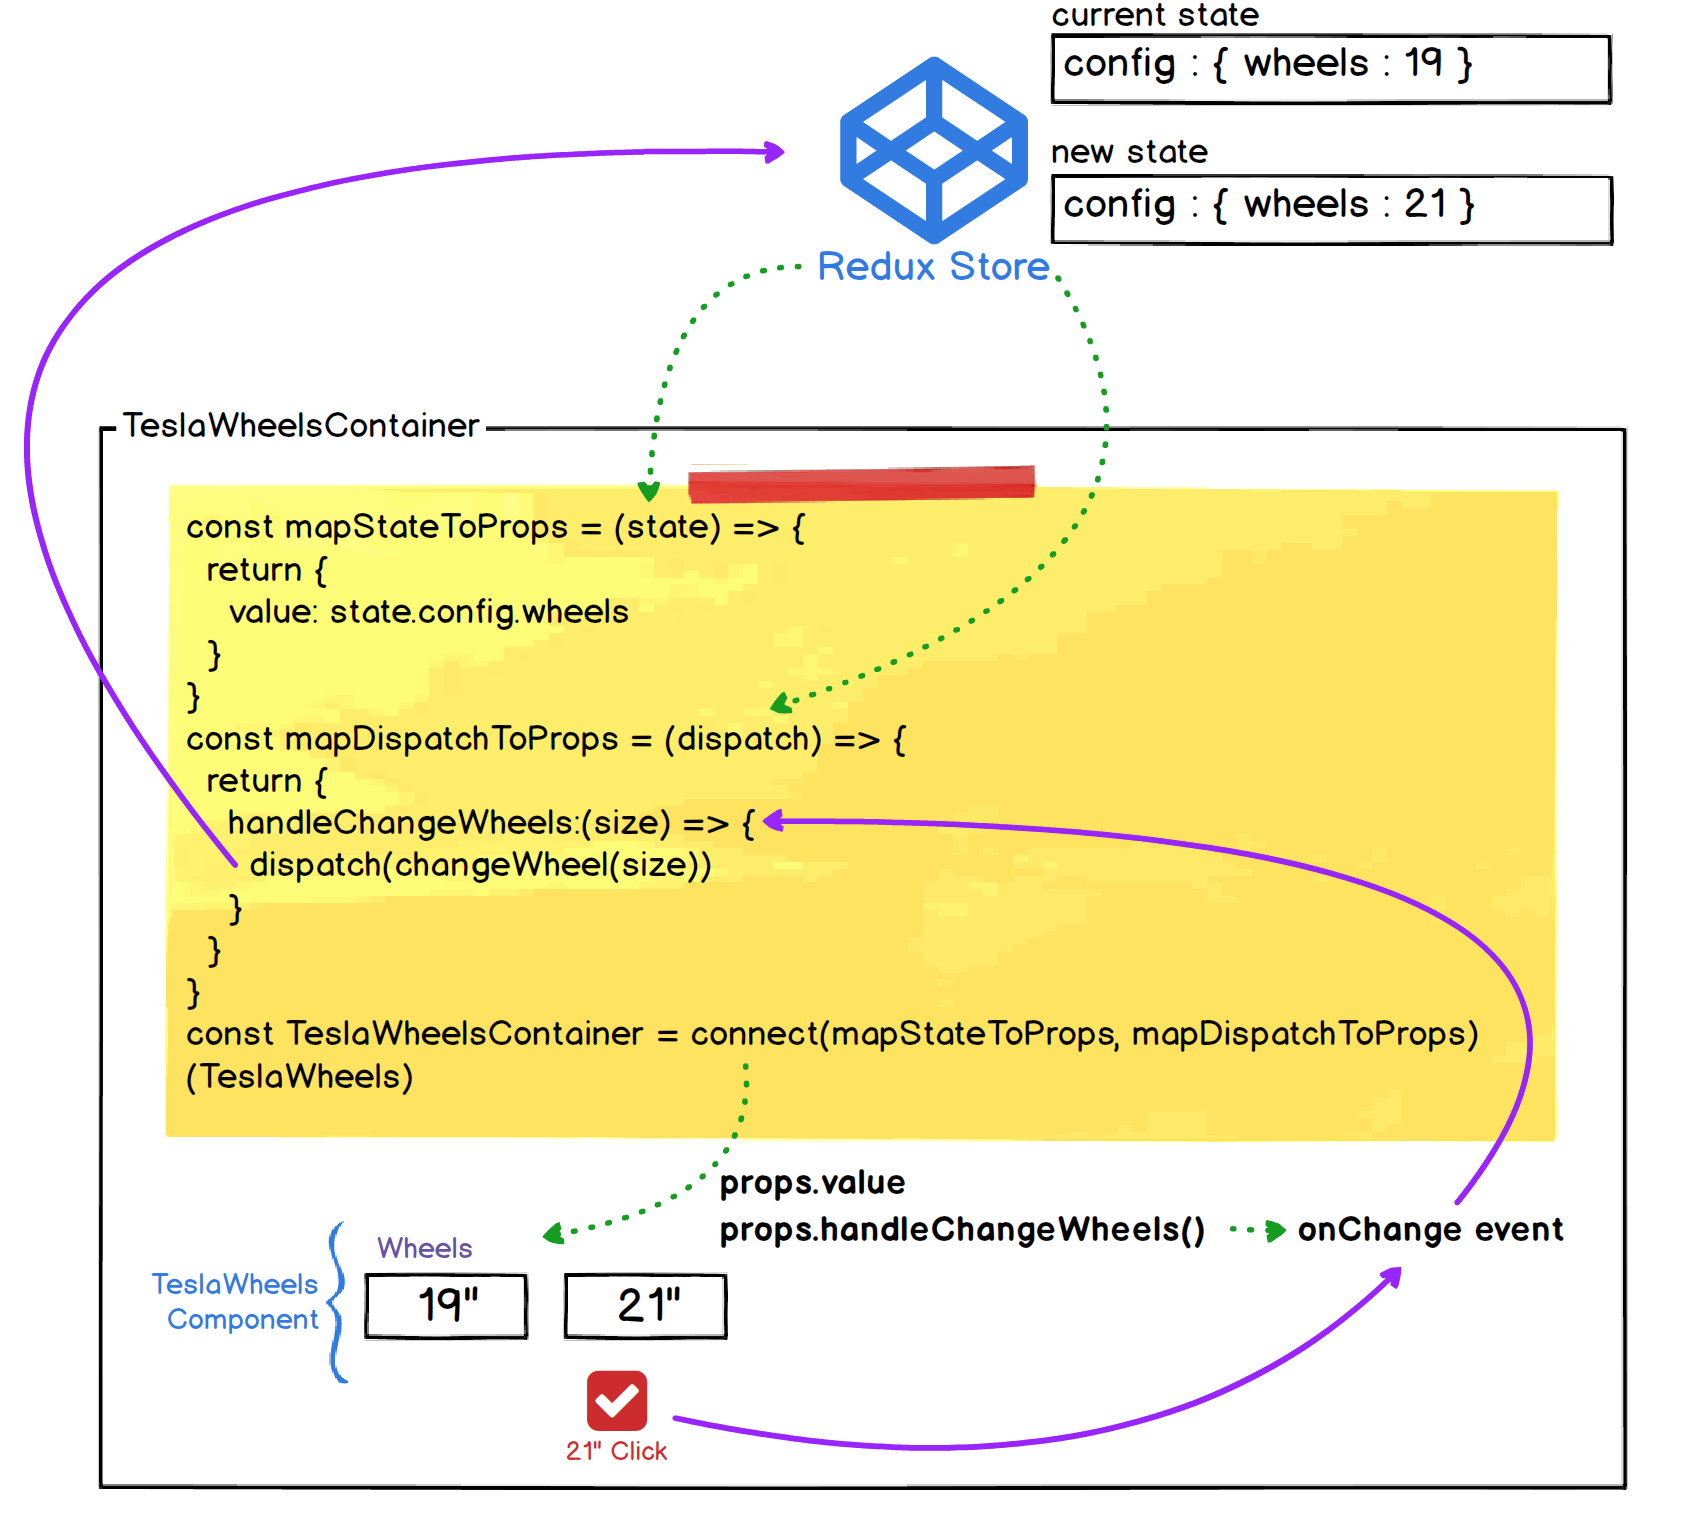 current state
config : { wheels : 19 }
new state
config : { wheels : 21 }
Redux Store
TeslaWheelsContainer
const mapStateToProps = (state) => {
return {
value: state.config.wheels
}
}
const mapDispatchToProps = (dispatch) => {
return {
handleChangeWheels:(size) => {
dispatch(changeWheel(size))
}
}
}
const TeslaWheelsContainer = connect(mapStateToProps, mapDispatchToProps)
(TeslaWheels)
props.value
props.handleChangeWheels()
onChange event
Wheels
TeslaWheels
Component
19"
21"
21" Click